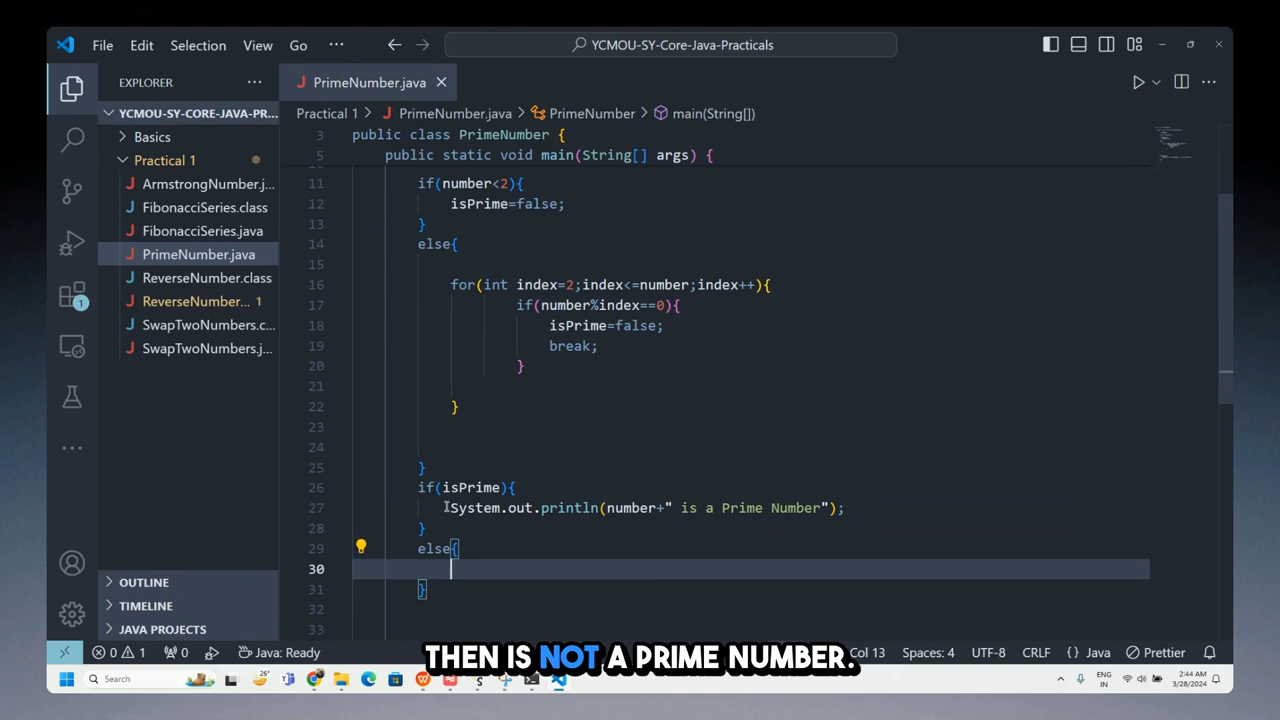 File Edit Selection View Go ··· YCMOU-SY-Core-Java-Practicals
EXPLORER ···
PrimeNumber.java
YCMOU-SY-CORE-JAVA-PR...
Basics
Practical 1
ArmstrongNumber.j...
FibonacciSeries.class
FibonacciSeries.java
PrimeNumber.java
ReverseNumber.class
ReverseNumber... 1
SwapTwoNumbers.c...
SwapTwoNumbers.j...
OUTLINE
TIMELINE
JAVA PROJECTS
1
Practical 1 > PrimeNumber.java > PrimeNumber > main(String[])
3 public class PrimeNumber {
5 public static void main(String[] args) {
11 if(number<2){
12 isPrime=false;
13 }
14 else{
15
16 for(int index=2;index<=number;index++){
17 if(number%index==0){
18 isPrime=false;
19 break;
20 }
21
22 }
23
24
25 }
26 if(isPrime){
27 System.out.println(number+" is a Prime Number");
28 }
29 else{
30
31 }
32
33
THEN IS NOT A PRIME NUMBER.
0 1 0 Java: Ready Col 13 Spaces: 4 UTF-8 CRLF {} Java Prettier
Search 26° ENG IN 2:44 AM 3/28/2024